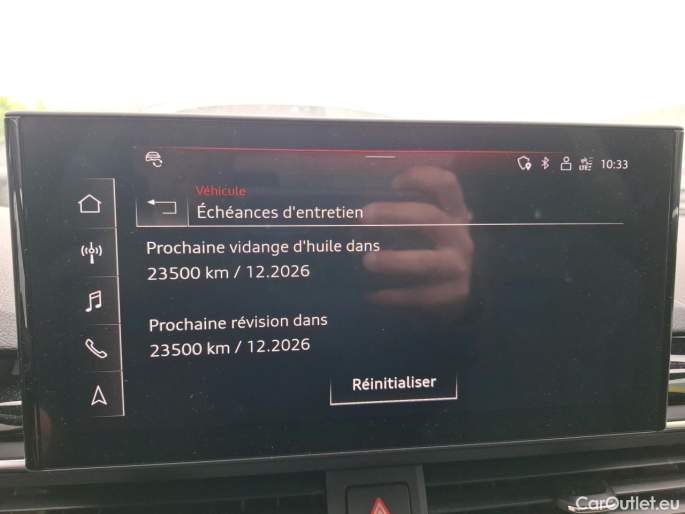 10:33
Véhicule
Échéances d'entretien
Prochaine vidange d'huile dans
23500 km / 12.2026
Prochaine révision dans
23500 km / 12.2026
Réinitialiser
CarOutlet.eu